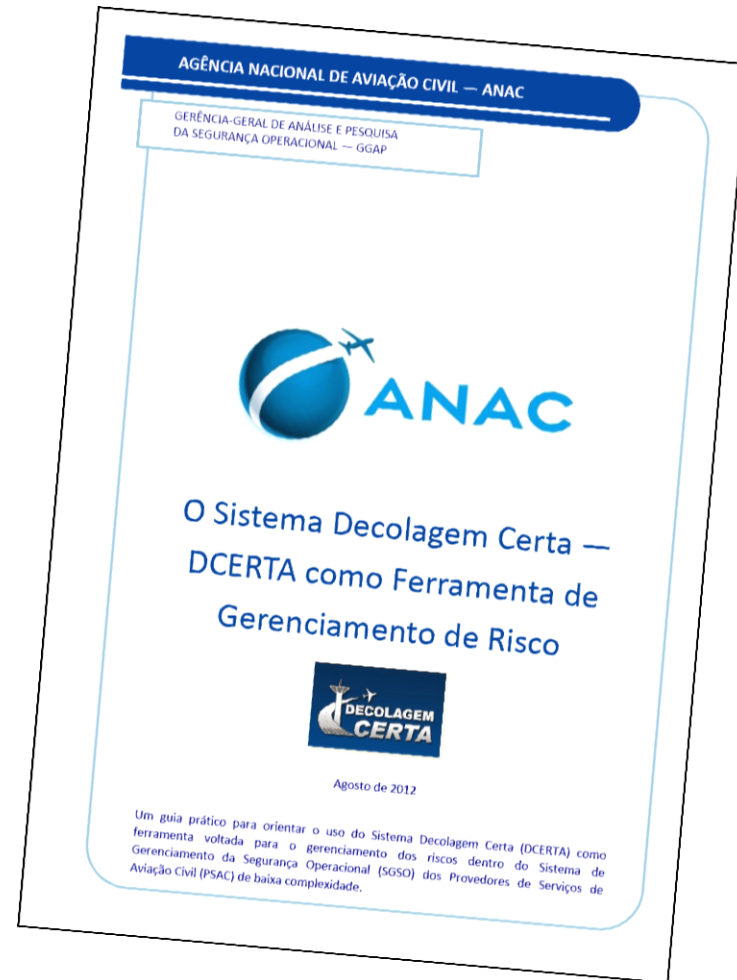 AGÊNCIA NACIONAL DE AVIAÇÃO CIVIL — ANAC
GERÊNCIA-GERAL DE ANÁLISE E PESQUISA
DA SEGURANÇA OPERACIONAL — GGAP
ANAC
O Sistema Decolagem Certa —
DCERTA como Ferramenta de
Gerenciamento de Risco
DECOLAGEM
CERTA
Agosto de 2012
Um guia prático para orientar o uso do Sistema Decolagem Certa (DCERTA) como
ferramenta voltada para o gerenciamento dos riscos dentro do Sistema de
Gerenciamento da Segurança Operacional (SGSO) dos Provedores de Serviços de
Aviação Civil (PSAC) de baixa complexidade.